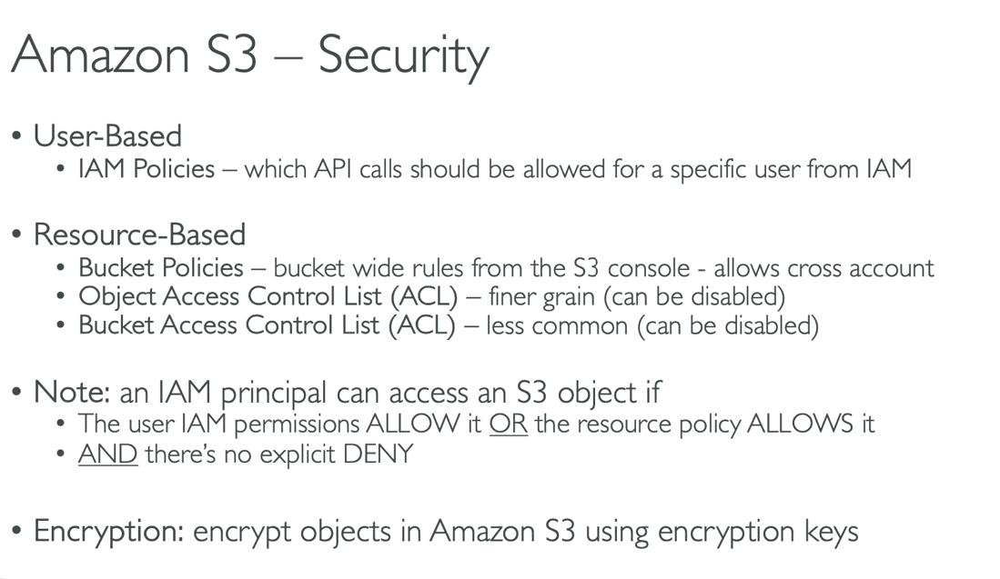 Amazon S3 – Security
• User-Based
• IAM Policies – which API calls should be allowed for a specific user from IAM
• Resource-Based
• Bucket Policies – bucket wide rules from the S3 console - allows cross account
• Object Access Control List (ACL) – finer grain (can be disabled)
• Bucket Access Control List (ACL) – less common (can be disabled)
• Note: an IAM principal can access an S3 object if
• The user IAM permissions ALLOW it OR the resource policy ALLOWS it
• AND there’s no explicit DENY
• Encryption: encrypt objects in Amazon S3 using encryption keys